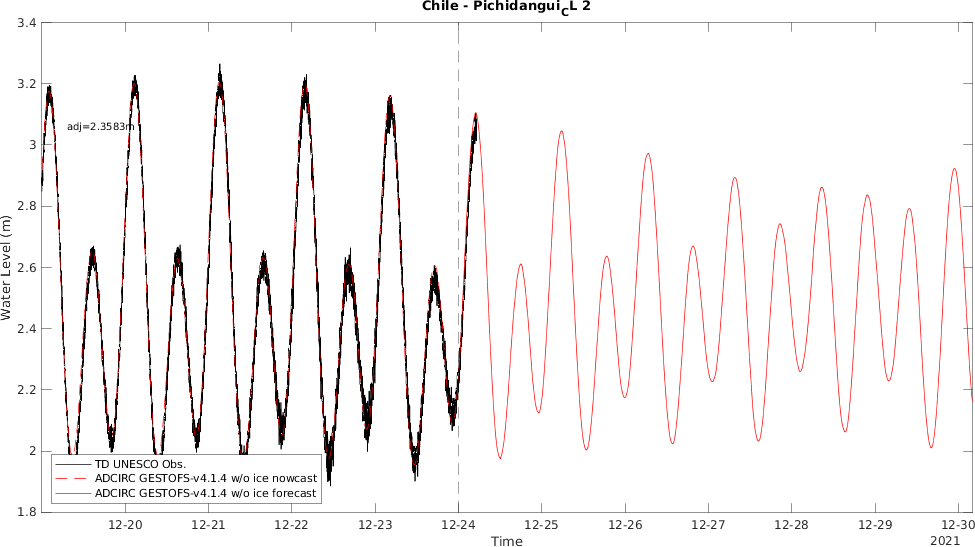 Chile - PichidanguiCL 2
3.4
3.2
3
2.8
2.6
2.4
2.2
2
1.8
Water Level (m)
adj=2.3583m
TD UNESCO Obs.
ADCIRC GESTOFS-v4.1.4 w/o ice nowcast
ADCIRC GESTOFS-v4.1.4 w/o ice forecast
12-20 12-21 12-22 12-23 12-24 12-25 12-26 12-27 12-28 12-29 12-30
Time
2021